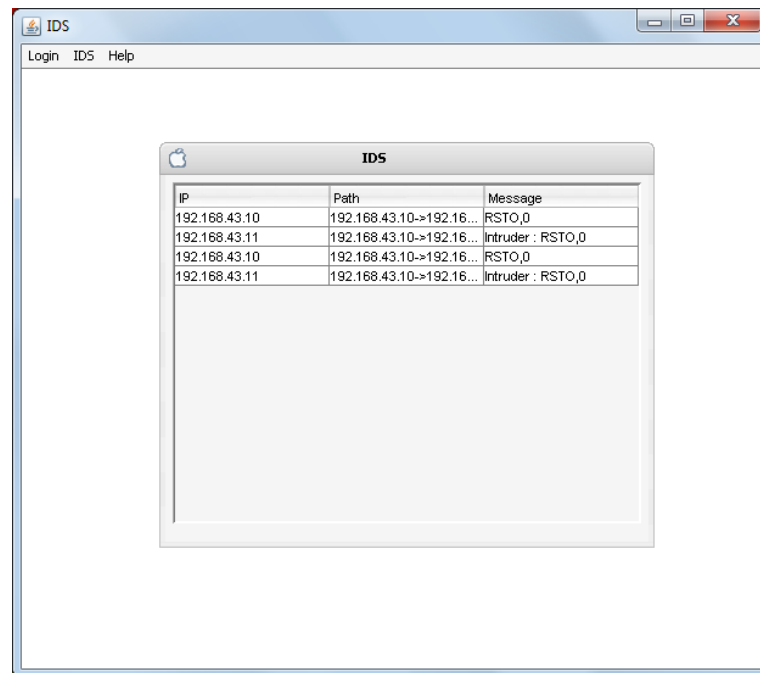 IDS
Login IDS Help
IDS
IP Path Message
192.168.43.10 192.168.43.10->192.16... RSTO,0
192.168.43.11 192.168.43.10->192.16... Intruder : RSTO,0
192.168.43.10 192.168.43.10->192.16... RSTO,0
192.168.43.11 192.168.43.10->192.16... Intruder : RSTO,0